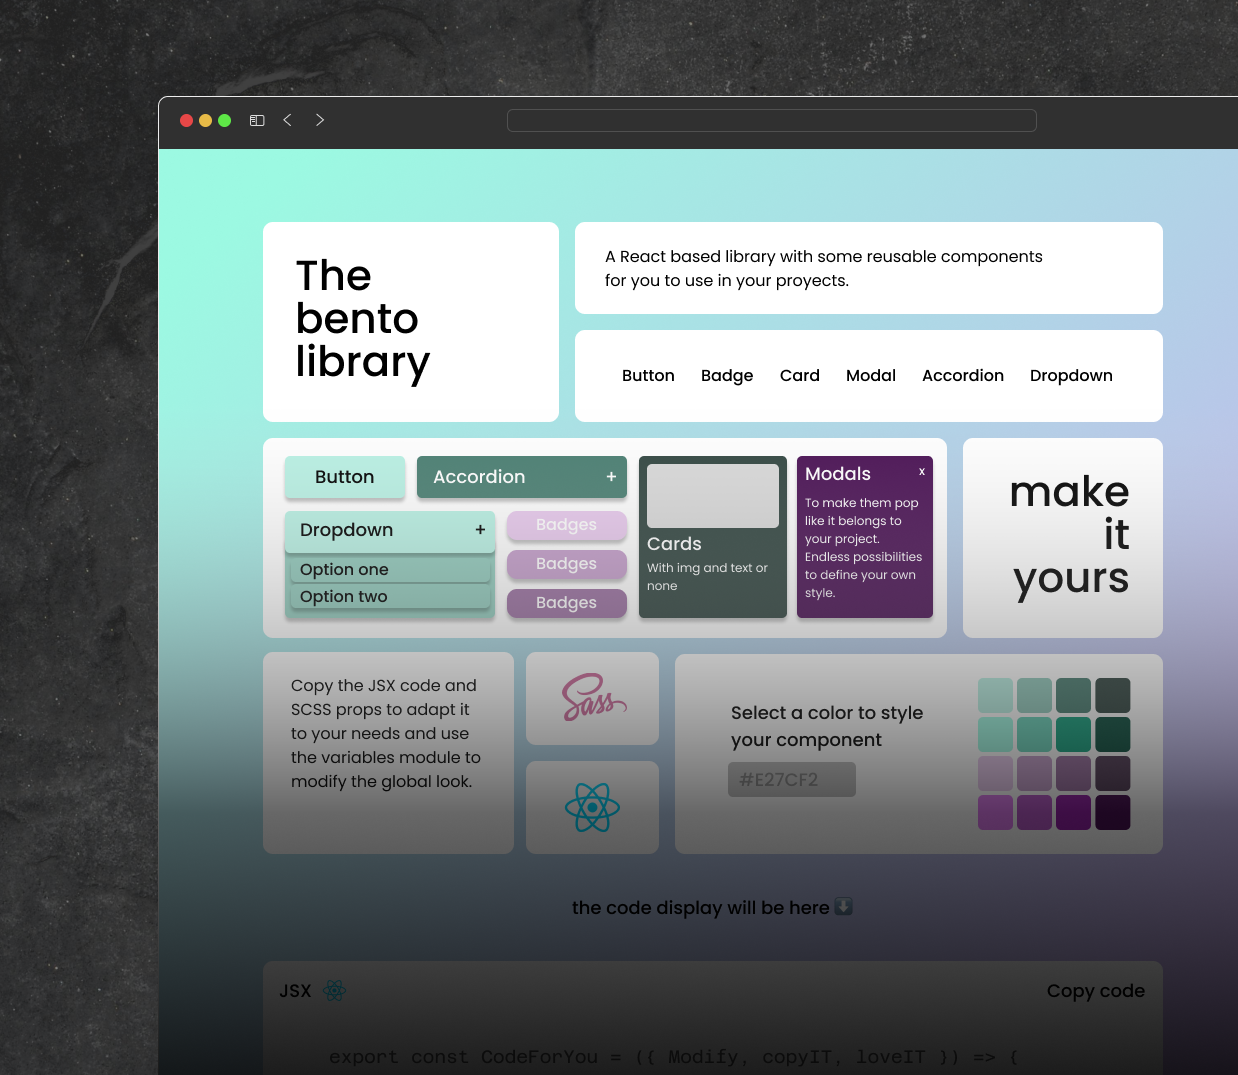 The
bento
library
A React based library with some reusable components
for you to use in your proyects.
Button Badge Card Modal Accordion Dropdown
Button
Accordion +
Dropdown +
Option one
Option two
Badges
Badges
Badges
Cards
With img and text or
none
Modals x
To make them pop
like it belongs to
your project.
Endless possibilities
to define your own
style.
make
it
yours
Copy the JSX code and
SCSS props to adapt it
to your needs and use
the variables module to
modify the global look.
Sass
Select a color to style
your component
#E27CF2
the code display will be here
JSX
Copy code
export const CodeForYou = ({ Modify, copyIT, loveIT }) => {